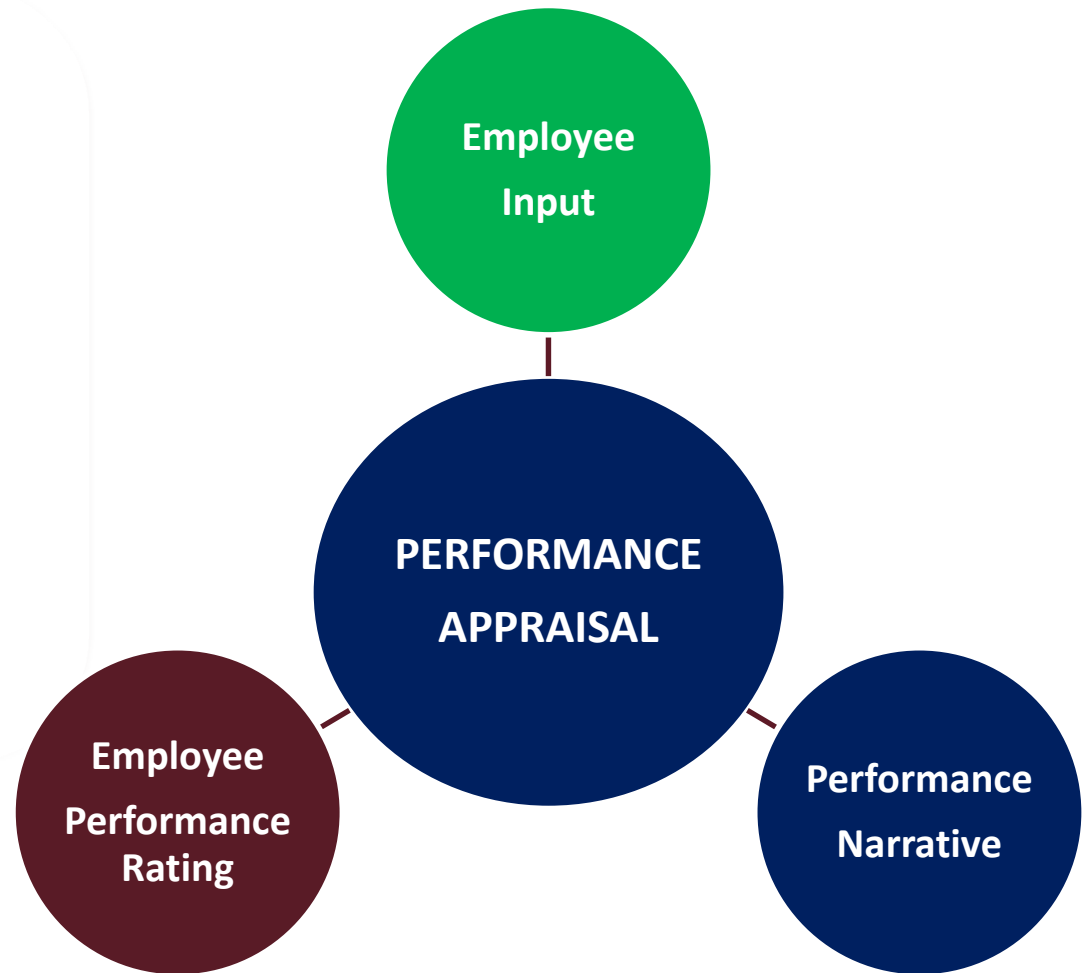 Employee
Input
PERFORMANCE
APPRAISAL
Employee
Performance
Rating
Performance
Narrative